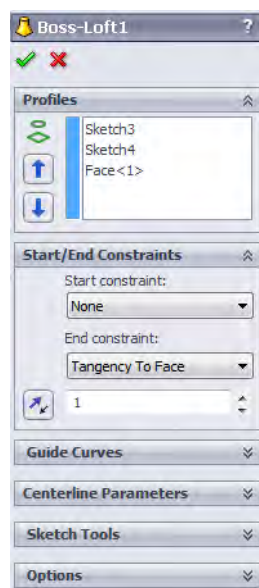 Boss-Loft1 ?
Profiles
Sketch3
Sketch4
Face<1>
Start/End Constraints
Start constraint:
None
End constraint:
Tangency To Face
1
Guide Curves
Centerline Parameters
Sketch Tools
Options